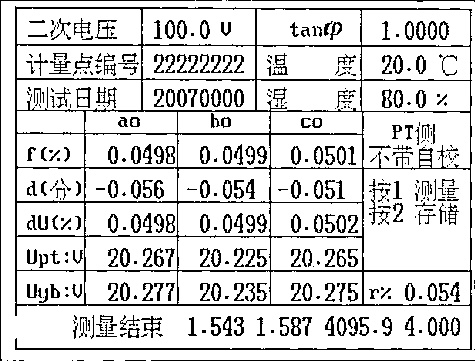 二次电压 100.0 V tanφ 1.0000
计量点编号 22222222 温 度 20.0 ℃
测试日期 20070000 湿 度 80.0 %
ao bo co PT侧
f(%) 0.0498 0.0499 0.0501 不带自校
d(分) -0.056 -0.054 -0.051 按1 测量
dU(%) 0.0498 0.0499 0.0502 按2 存储
Upt:V 20.267 20.225 20.265
Uyb:V 20.277 20.235 20.275 r% 0.054
测量结束 1.543 1.587 4095.9 4.000